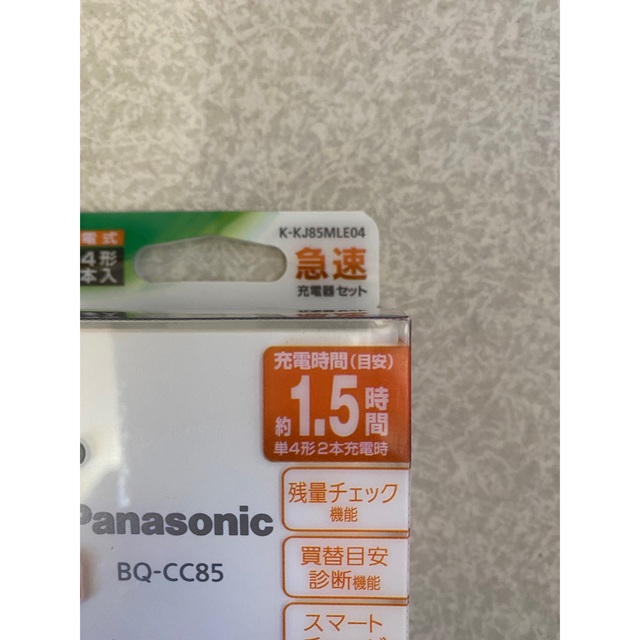 K-KJ85MLE04
電式
4形
本入
急速
充電器セット
充電時間(目安)
約1.5時間
単4形2本充電時
残量チェック
機能
Panasonic
買替目安
診断機能
BQ-CC85
スマート